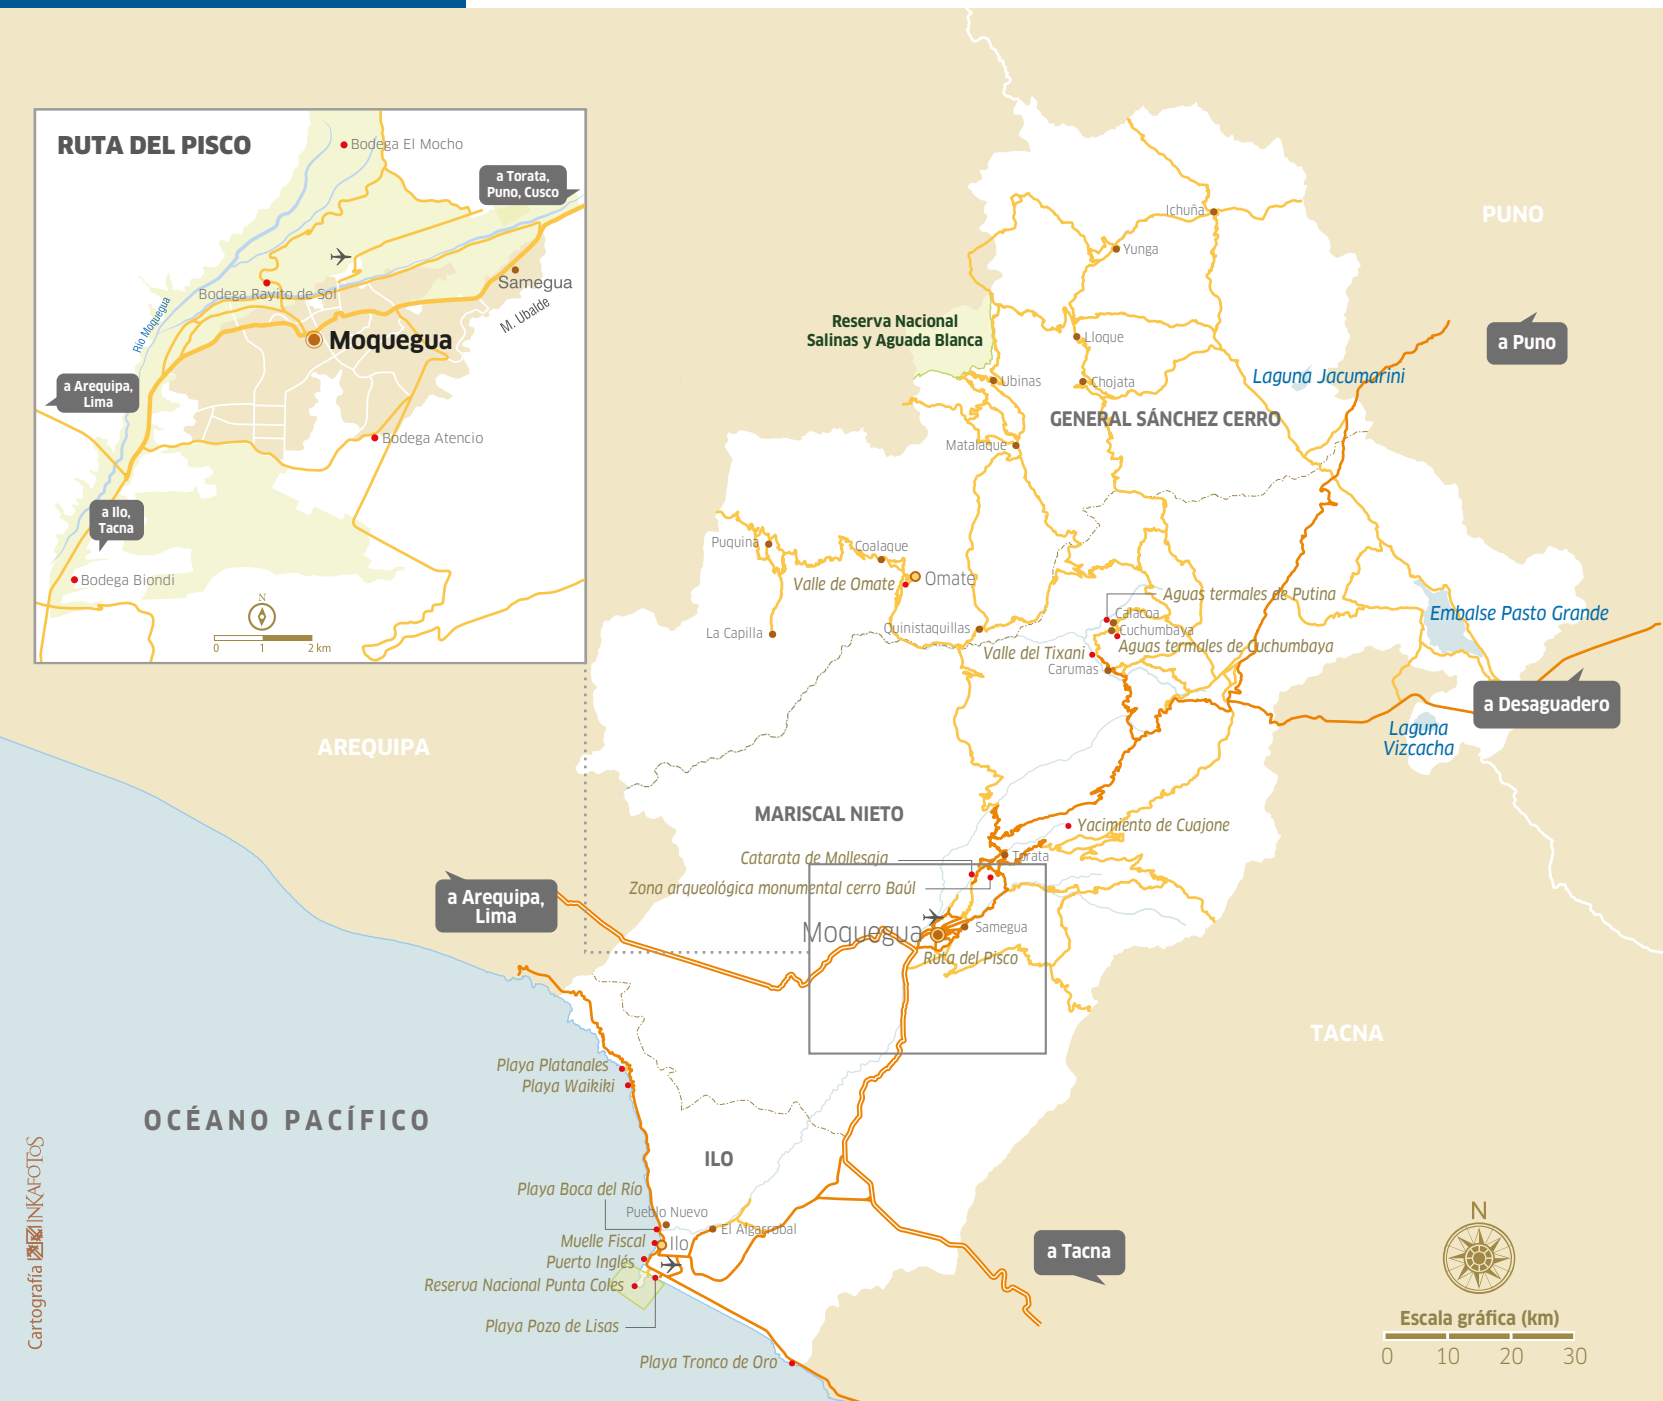 RUTA DEL PISCO
Bodega El Mocho
a Torata,
Puno, Cusco
Samegua
Bodega Rayito de Sol
M. Ubalde
Río Moquegua
Moquegua
a Arequipa,
Lima
Bodega Atencio
a Ilo,
Tacna
Bodega Biondi
N
0 1 2 km
Ichuña
PUNO
Yunga
Reserva Nacional
Salinas y Aguada Blanca
Lloque
a Puno
Ubinas
Chojata
Laguna Jacumarini
GENERAL SÁNCHEZ CERRO
Matalaque
Puquina
Coalaque
Valle de Omate
Omate
Aguas termales de Putina
Calacoa
Embalse Pasto Grande
La Capilla
Quinistaquillas
Cuchumbaya
Aguas termales de Cuchumbaya
Valle del Tixani
Carumas
a Desaguadero
Laguna
Vizcacha
AREQUIPA
MARISCAL NIETO
Yacimiento de Cuajone
Catarata de Mollesaja
Torata
Zona arqueológica monumental cerro Baúl
a Arequipa,
Lima
Moquegua
Samegua
Ruta del Pisco
TACNA
Playa Platanales
Playa Waikiki
OCÉANO PACÍFICO
ILO
Playa Boca del Río
Pueblo Nuevo
El Algarrobal
Muelle Fiscal
Ilo
Puerto Inglés
Reserva Nacional Punta Coles
Playa Pozo de Lisas
Playa Tronco de Oro
a Tacna
N
Escala gráfica (km)
0 10 20 30
Cartografía INKAFOTOS